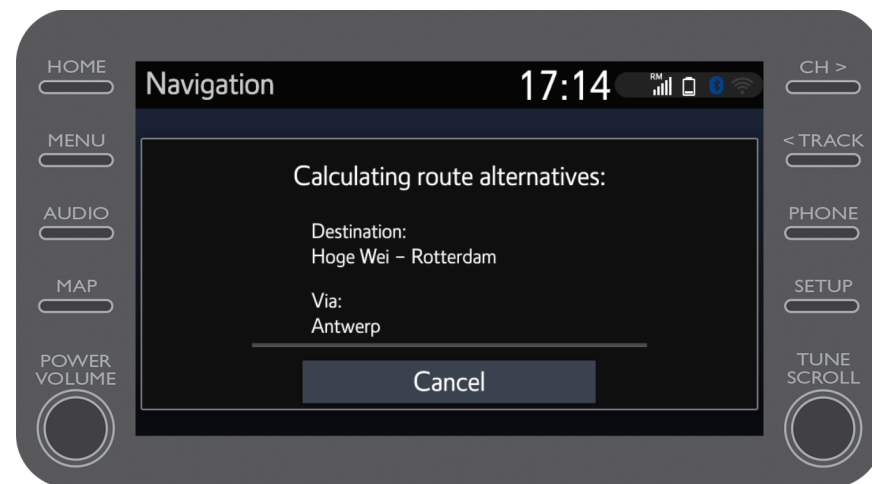 HOME
MENU
AUDIO
MAP
POWER
VOLUME
Navigation 17:14 RM
Calculating route alternatives:
Destination:
Hoge Wei – Rotterdam
Via:
Antwerp
Cancel
CH >
< TRACK
PHONE
SETUP
TUNE
SCROLL